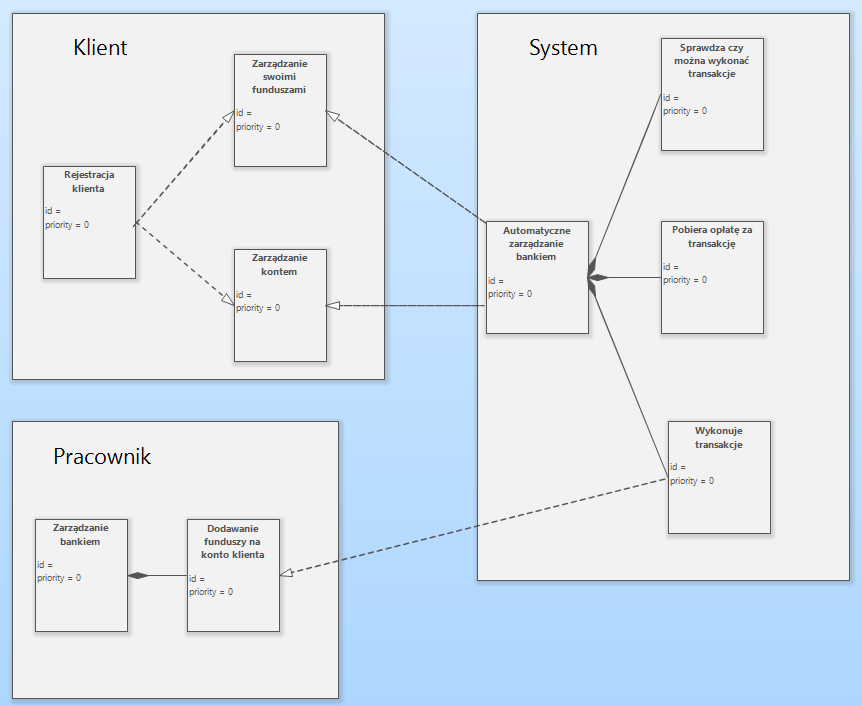 Klient
Zarządzanie
swoimi
funduszami
id =
priority = 0
Rejestracja
klienta
id =
priority = 0
Zarządzanie
kontem
id =
priority = 0
System
Sprawdza czy
można wykonać
transakcje
id =
priority = 0
Automatyczne
zarządzanie
bankiem
id =
priority = 0
Pobiera opłatę za
transakcję
id =
priority = 0
Wykonuje
transakcje
id =
priority = 0
Pracownik
Zarządzanie
bankiem
id =
priority = 0
Dodawanie
funduszy na
konto klienta
id =
priority = 0